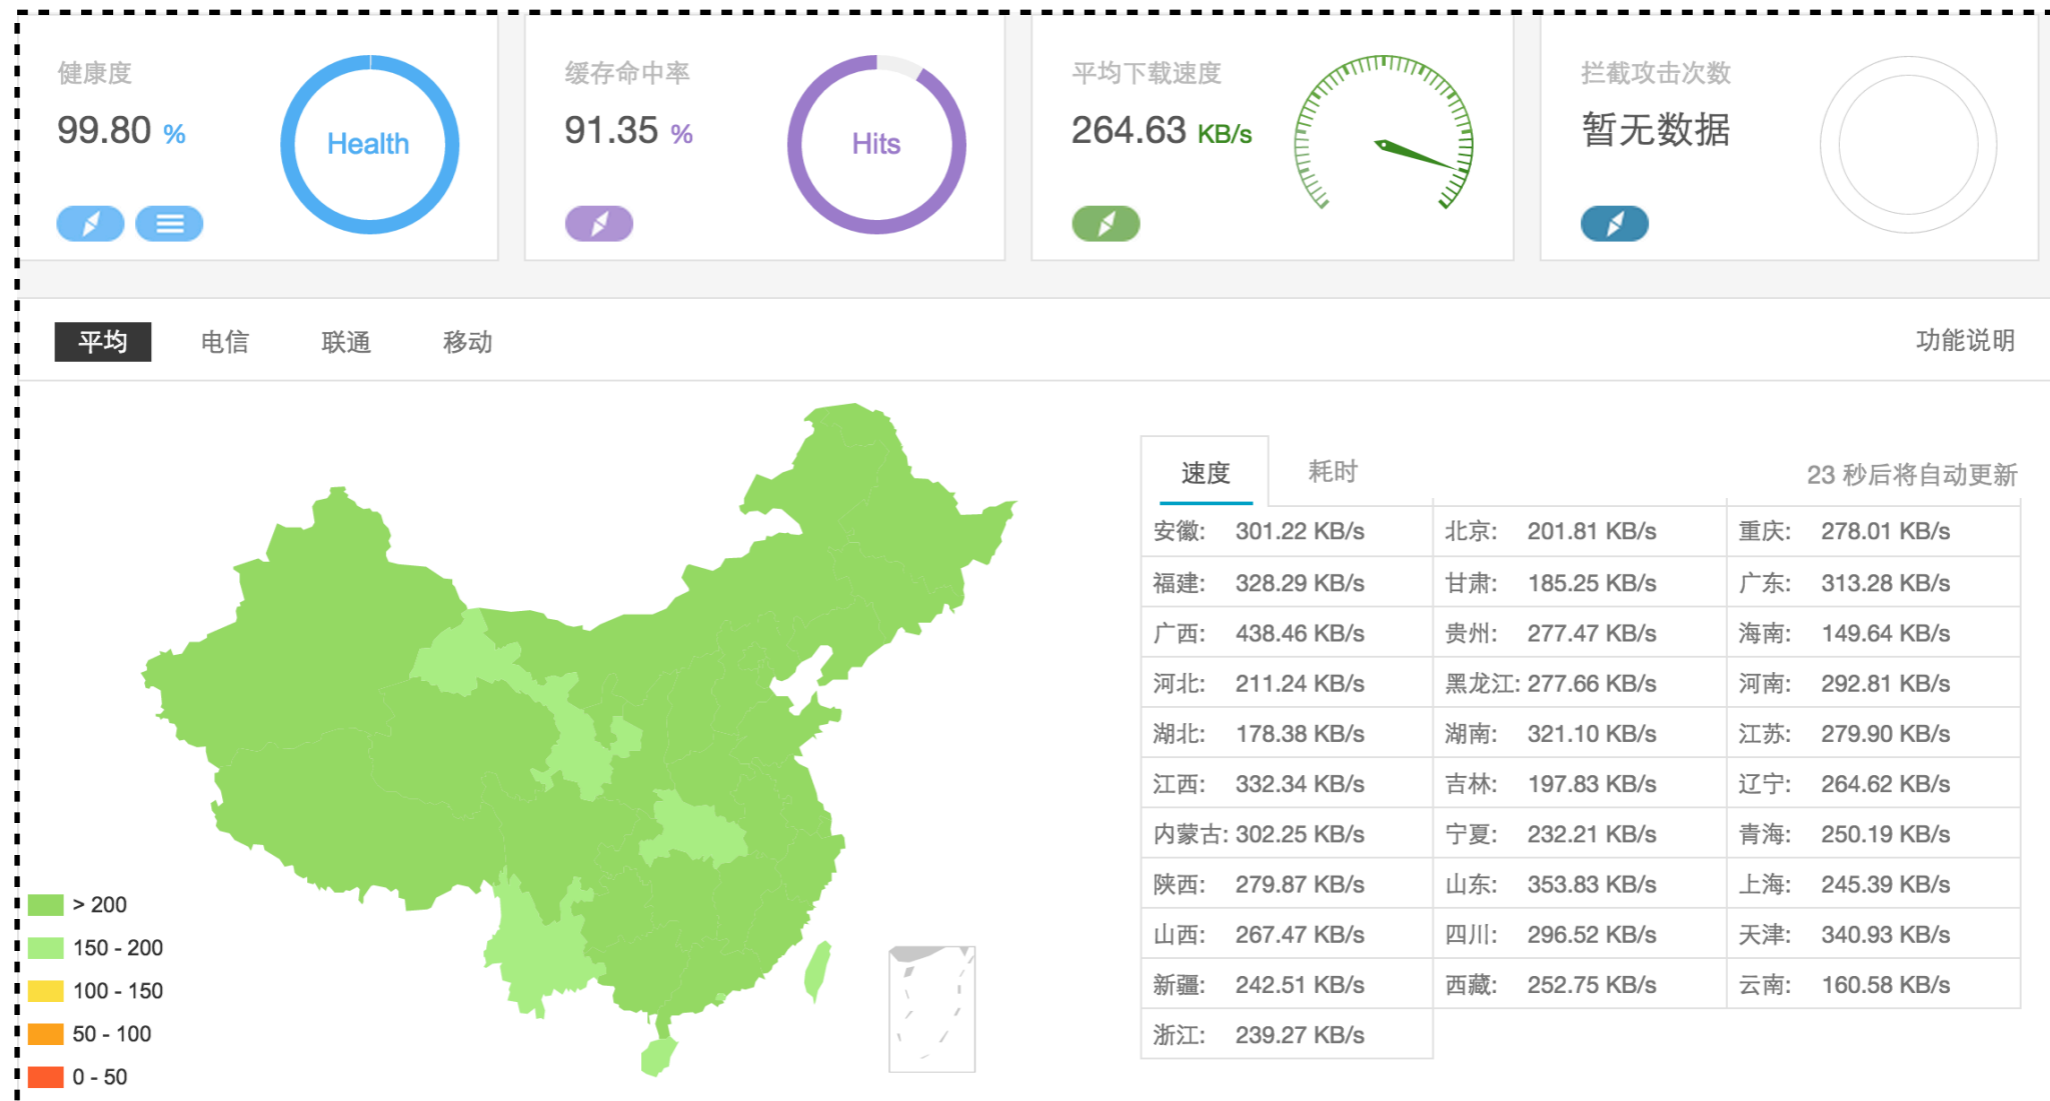 健康度
99.80 %
Health
缓存命中率
91.35 %
Hits
平均下载速度
264.63 KB/s
拦截攻击次数
暂无数据
平均 电信 联通 移动 功能说明
速度 耗时 23 秒后将自动更新
安徽: 301.22 KB/s 北京: 201.81 KB/s 重庆: 278.01 KB/s
福建: 328.29 KB/s 甘肃: 185.25 KB/s 广东: 313.28 KB/s
广西: 438.46 KB/s 贵州: 277.47 KB/s 海南: 149.64 KB/s
河北: 211.24 KB/s 黑龙江: 277.66 KB/s 河南: 292.81 KB/s
湖北: 178.38 KB/s 湖南: 321.10 KB/s 江苏: 279.90 KB/s
江西: 332.34 KB/s 吉林: 197.83 KB/s 辽宁: 264.62 KB/s
内蒙古: 302.25 KB/s 宁夏: 232.21 KB/s 青海: 250.19 KB/s
陕西: 279.87 KB/s 山东: 353.83 KB/s 上海: 245.39 KB/s
山西: 267.47 KB/s 四川: 296.52 KB/s 天津: 340.93 KB/s
新疆: 242.51 KB/s 西藏: 252.75 KB/s 云南: 160.58 KB/s
浙江: 239.27 KB/s
> 200
150 - 200
100 - 150
50 - 100
0 - 50